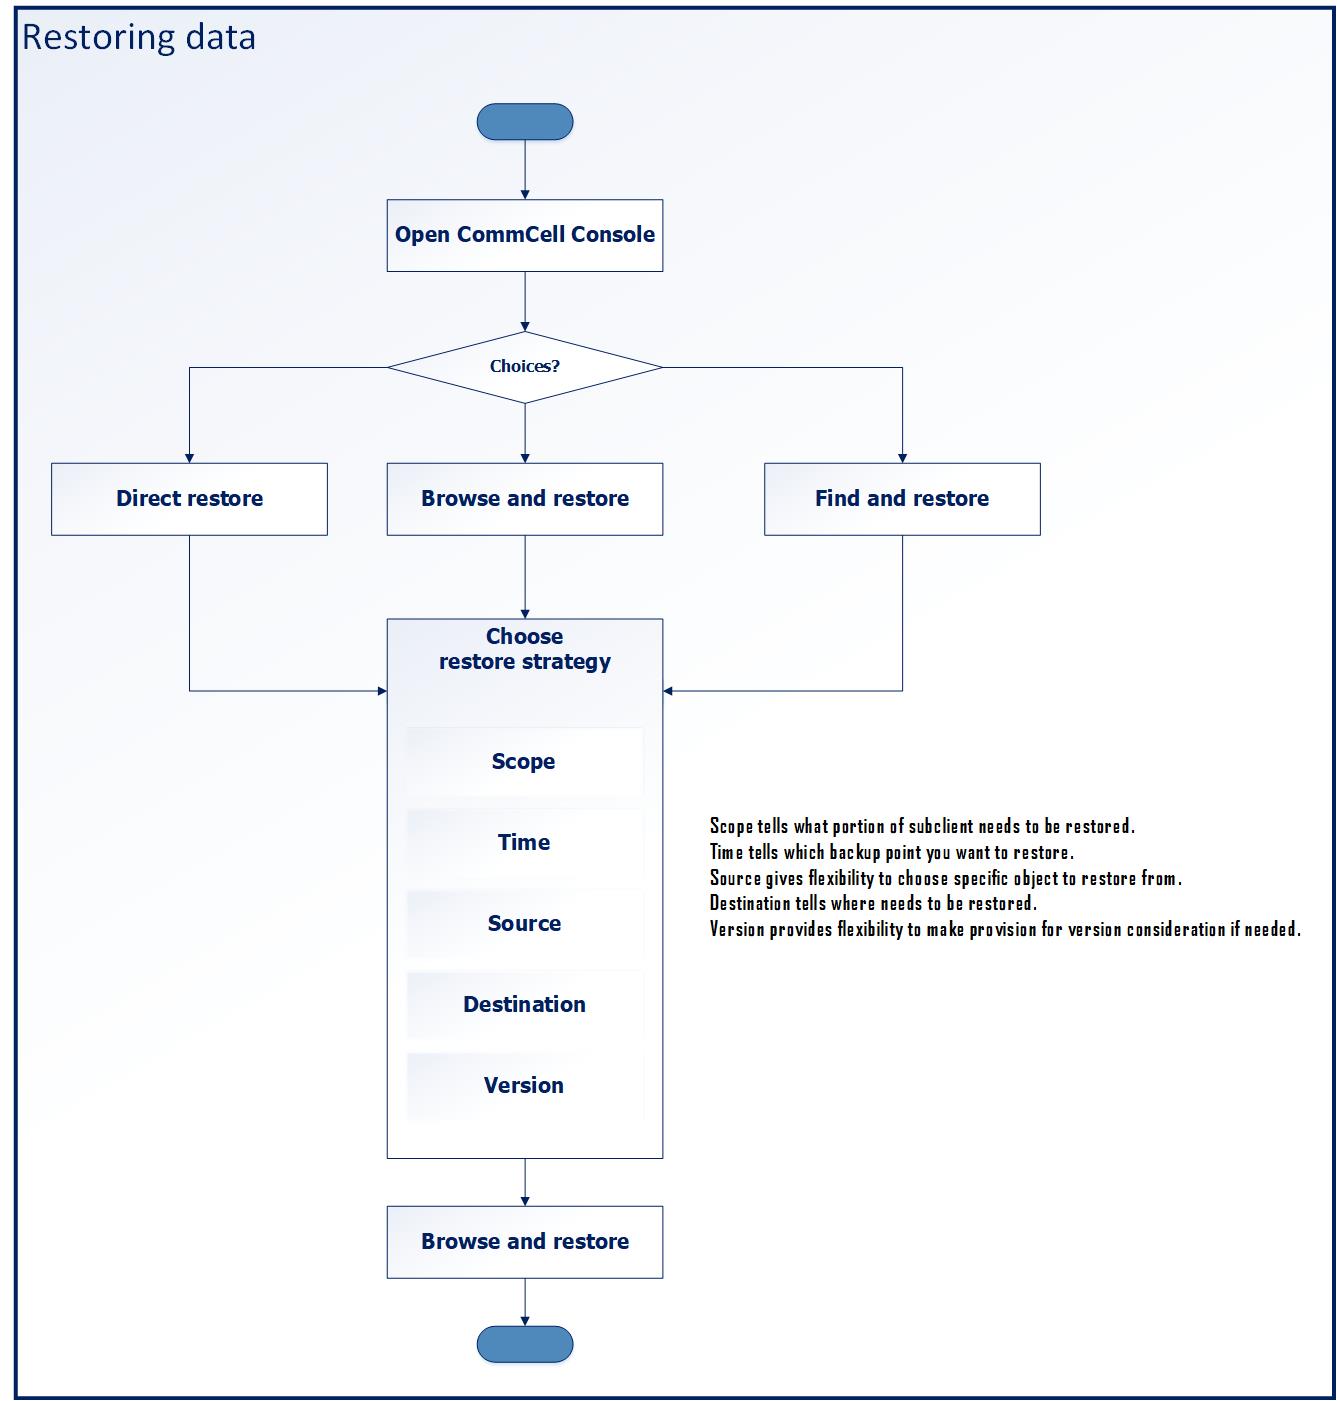 Restoring data
Open CommCell Console
Choices?
Direct restore
Browse and restore
Find and restore
Choose
restore strategy
Scope
Time
Source
Destination
Version
Scope tells what portion of subclient needs to be restored.
Time tells which backup point you want to restore.
Source gives flexibility to choose specific object to restore from.
Destination tells where needs to be restored.
Version provides flexibility to make provision for version consideration if needed.
Browse and restore